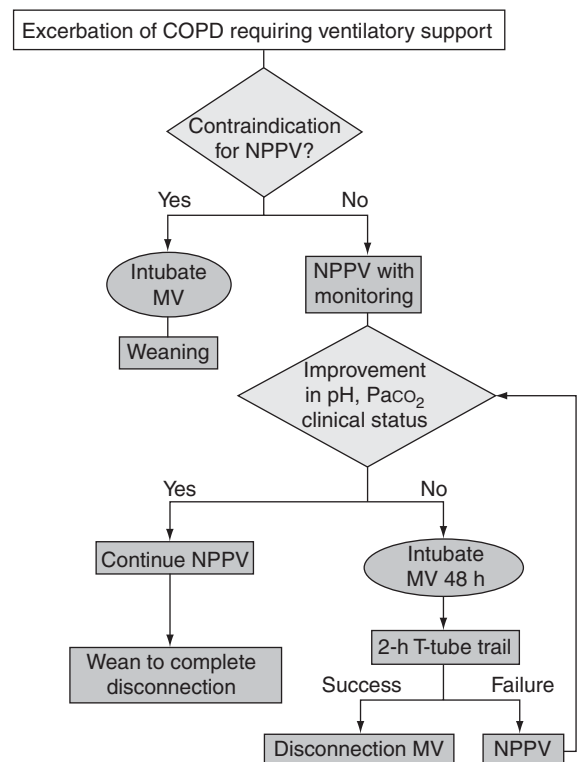 Excerbation of COPD requiring ventilatory support
Contraindication
for NPPV?
Yes
No
Intubate
MV
NPPV with
monitoring
Weaning
Improvement
in pH, PaCO₂
clinical status
Yes
No
Continue NPPV
Intubate
MV 48 h
Wean to complete
disconnection
2-h T-tube trail
Success
Failure
Disconnection MV
NPPV